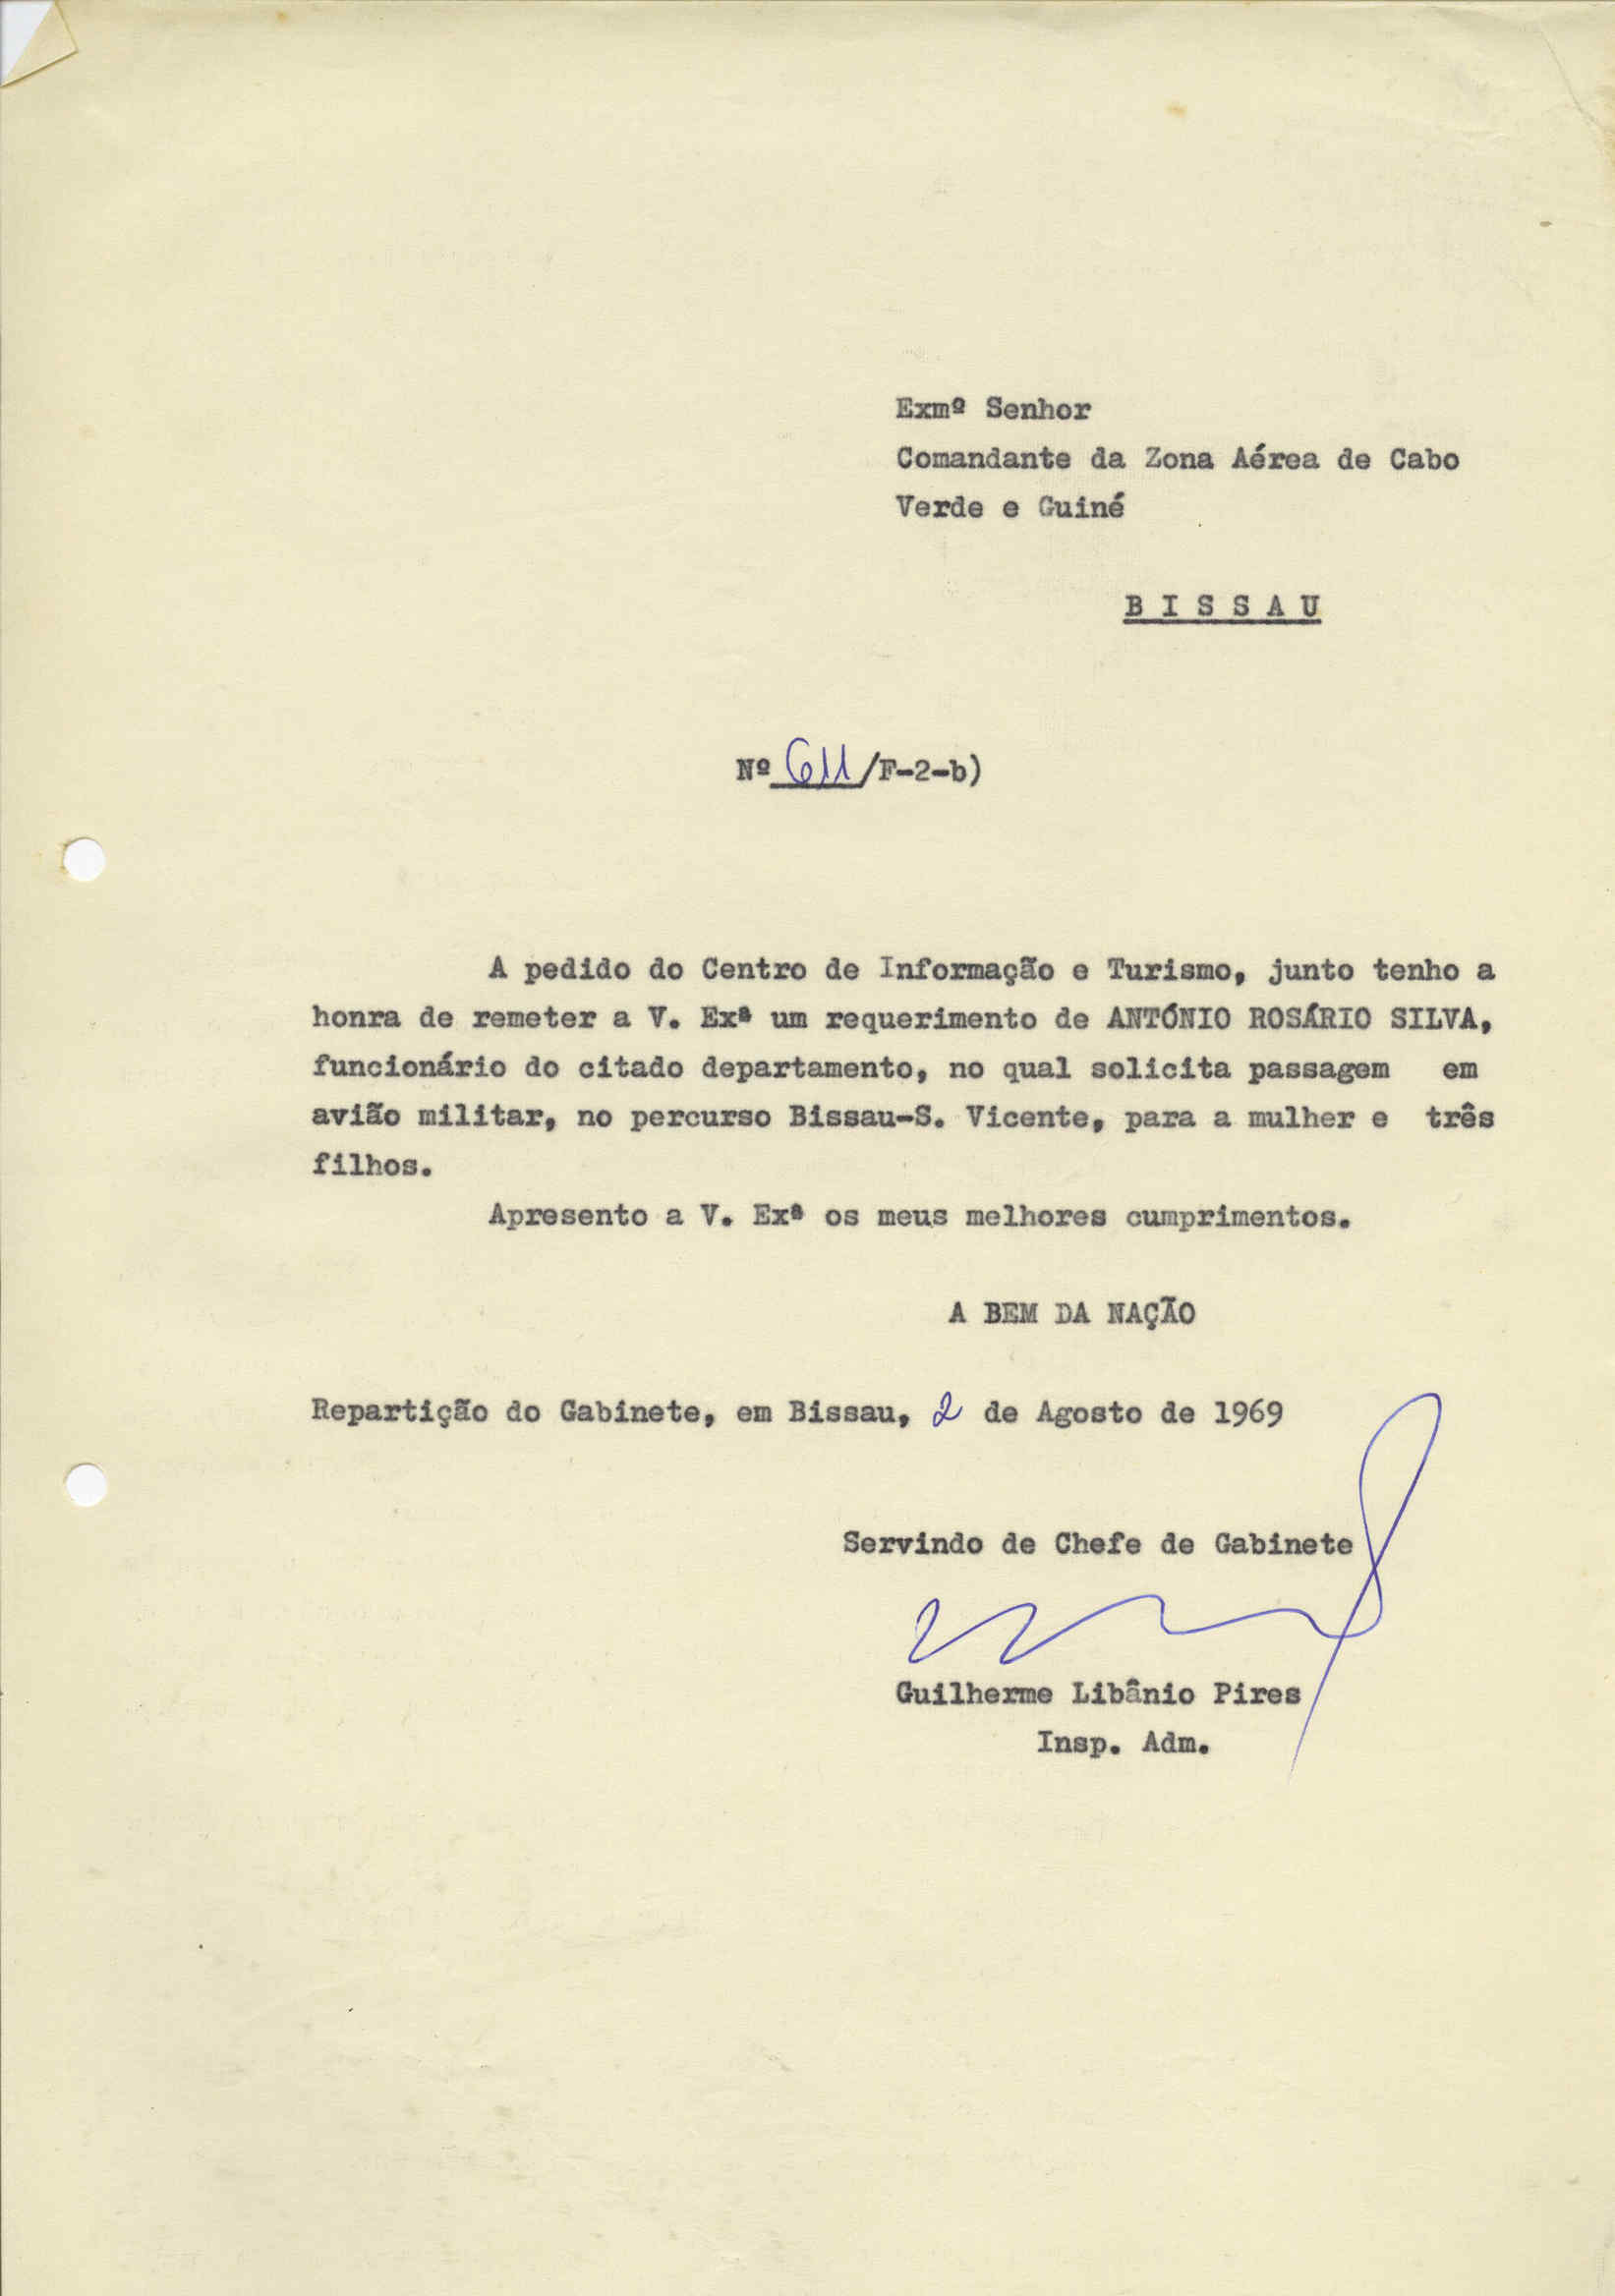 Exmº Senhor
Comandante da Zona Aérea de Cabo
Verde e Guiné
B I S S A U
Nº 611/F-2-b)
A pedido do Centro de Informação e Turismo, junto tenho a
honra de remeter a V. Exª um requerimento de ANTÓNIO ROSÁRIO SILVA,
funcionário do citado departamento, no qual solicita passagem em
avião militar, no percurso Bissau-S. Vicente, para a mulher e três
filhos.
Apresento a V. Exª os meus melhores cumprimentos.
A BEM DA NAÇÃO
Repartição do Gabinete, em Bissau, 2 de Agosto de 1969
Servindo de Chefe de Gabinete
Guilherme Libânio Pires
Insp. Adm.